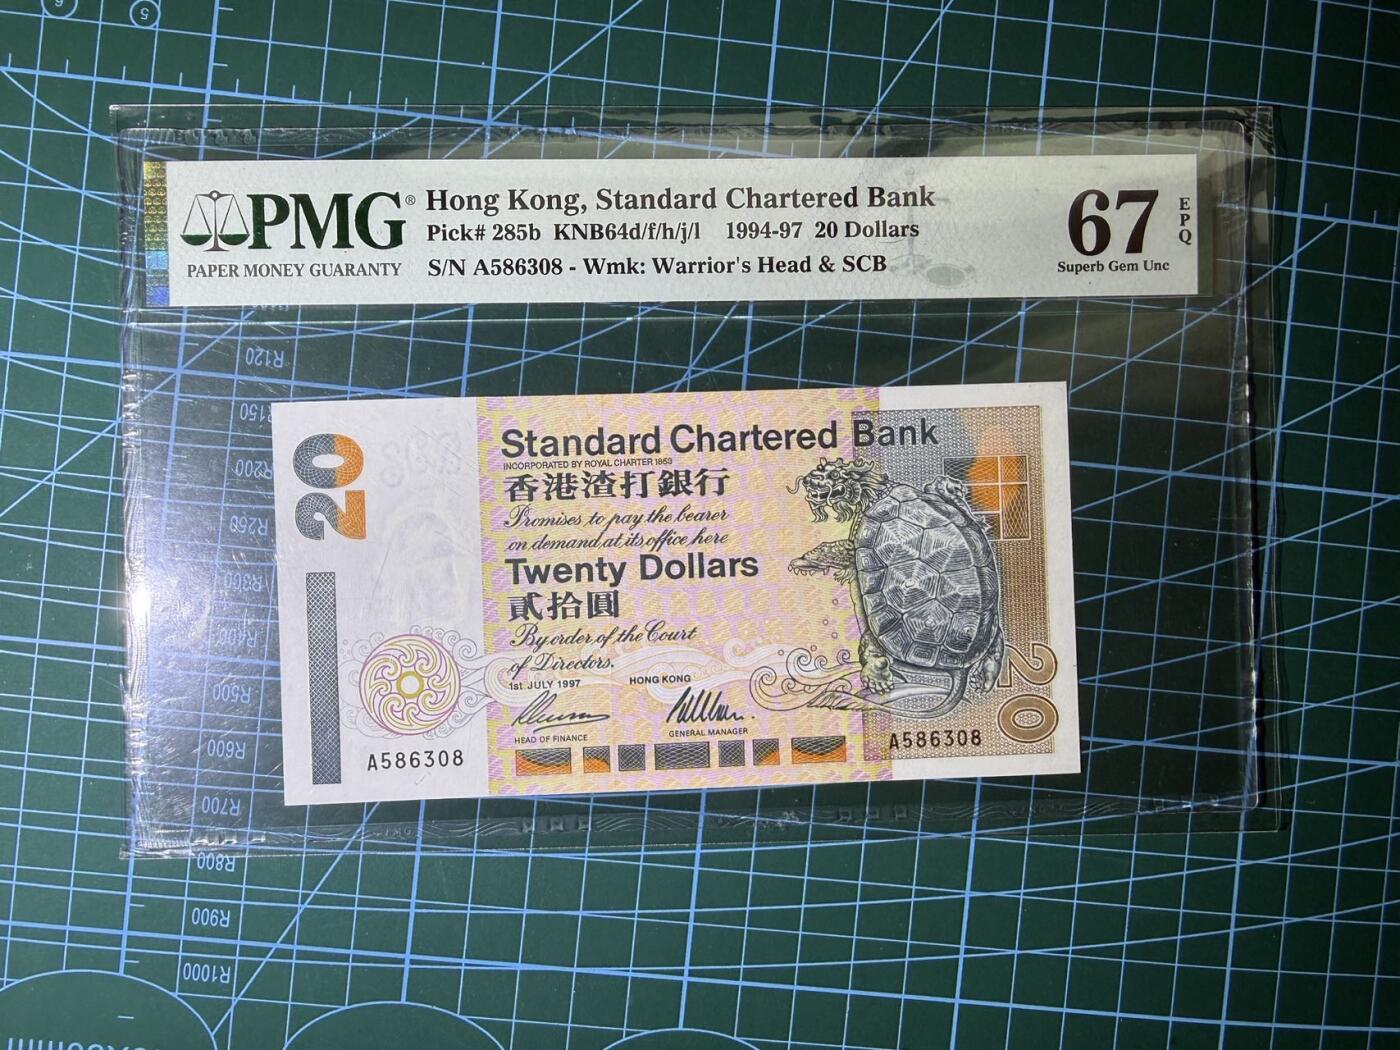 PMG®
PAPER MONEY GUARANTY
Hong Kong, Standard Chartered Bank
Pick# 285b KNB64d/f/h/j/l 1994-97 20 Dollars
S/N A586308 - Wmk: Warrior's Head & SCB
67
EPQ
Superb Gem Unc
20
Standard Chartered Bank
INCORPORATED BY ROYAL CHARTER 1853
香港渣打銀行
Promises to pay the bearer
on demand at its office here
Twenty Dollars
貳拾圓
By order of the Court
of Directors.
1st JULY 1997 HONG KONG
HEAD OF FINANCE
GENERAL MANAGER
A586308
A586308
20
6
5
R120
R150
R200
R250
R300
R400
R500
R600
R700
R800
R900
R1000